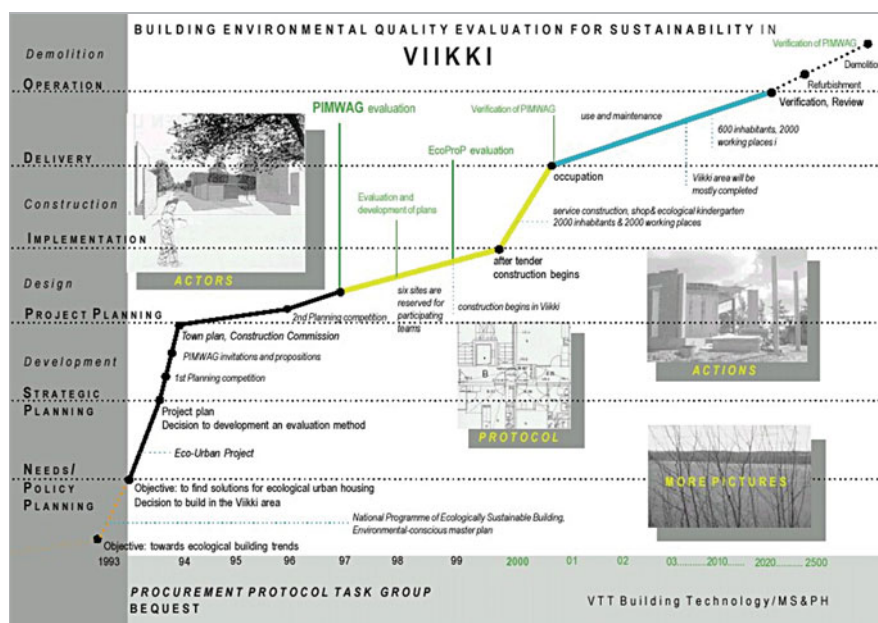 BUILDING ENVIRONMENTAL QUALITY EVALUATION FOR SUSTAINABILITY IN
VIIKKI
Verification of PIMWAG
Demolition
Demolitio
Refurbishment
OPERATION
Verification, Review
PIMWAG evaluation
Verification of PIMWAG
use and maintenance
600 inhabitants, 2000
working places i
EcoProP evaluation
DELIVERY
occupation
Viikki area will be
mostly completed
Evaluation and
development of plans
Construction
service construction, shop& ecological kindergarten
2000 inhabitants & 2000 working places
IMPLEMENTATION
after tender
construction begins
ACTORS
Design
six sites are
reserved for
participating
teams
construction begins in Viikki
PROJECT PLANNING
2nd Planning competition
Town plan, Construction Commission
PIMWAG invitations and propositions
Development
1st Planning competition
B
ACTIONS
STRATEGIC
PLANNING
Project plan
Decision to development an evaluation method
PROTOCOL
Eco-Urban Project
NEEDS/
POLICY
PLANNING
Objective: to find solutions for ecological urban housing
Decision to build in the Viikki area
MORE PICTURES
National Programme of Ecologically Sustainable Building,
Environmental-conscious master plan
Objective: towards ecological building trends
1993 94 95 96 97 98 99 2000 01 02 03..............2010..............2020..............2500
PROCUREMENT PROTOCOL TASK GROUP
BEQUEST
VTT Building Technology/MS&PH